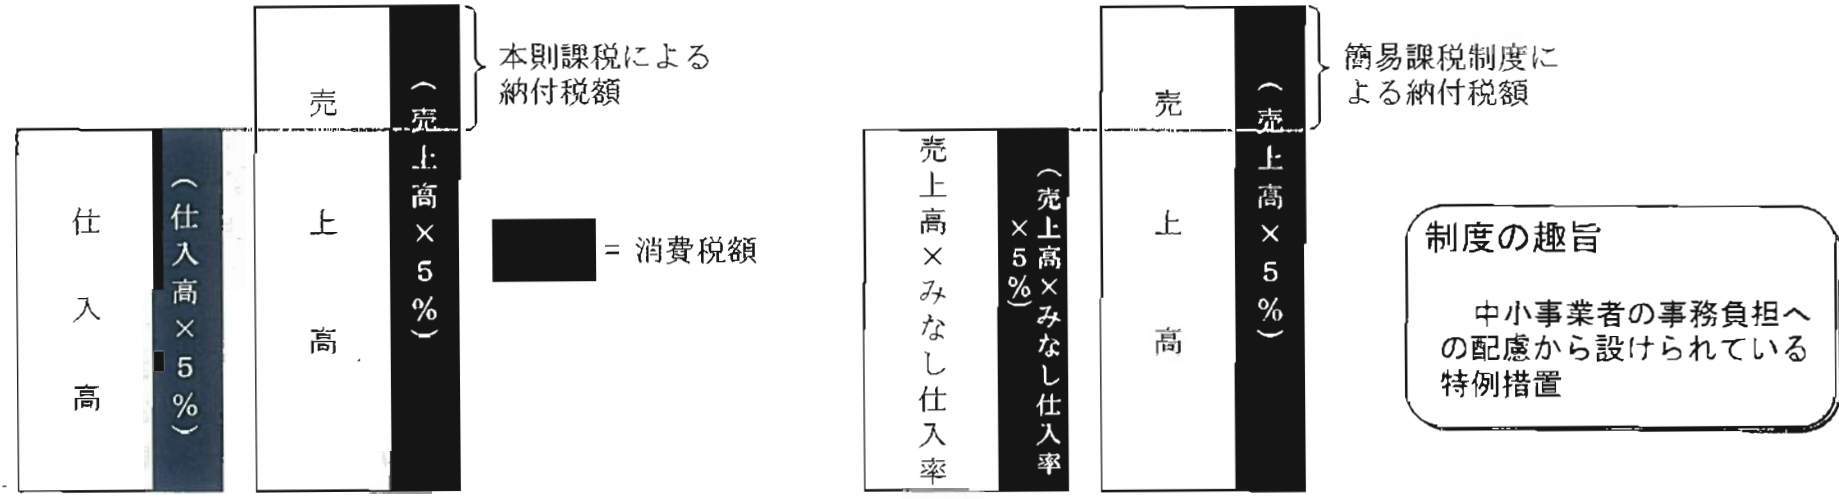 仕入高
（仕入高×5％）
売上高
（売上高×5％）
本則課税による
納付税額
= 消費税額
売上高×みなし仕入率
（売上高×みなし仕入率
×5％）
売上高
（売上高×5％）
簡易課税制度に
よる納付税額
制度の趣旨
中小事業者の事務負担へ
の配慮から設けられている
特例措置